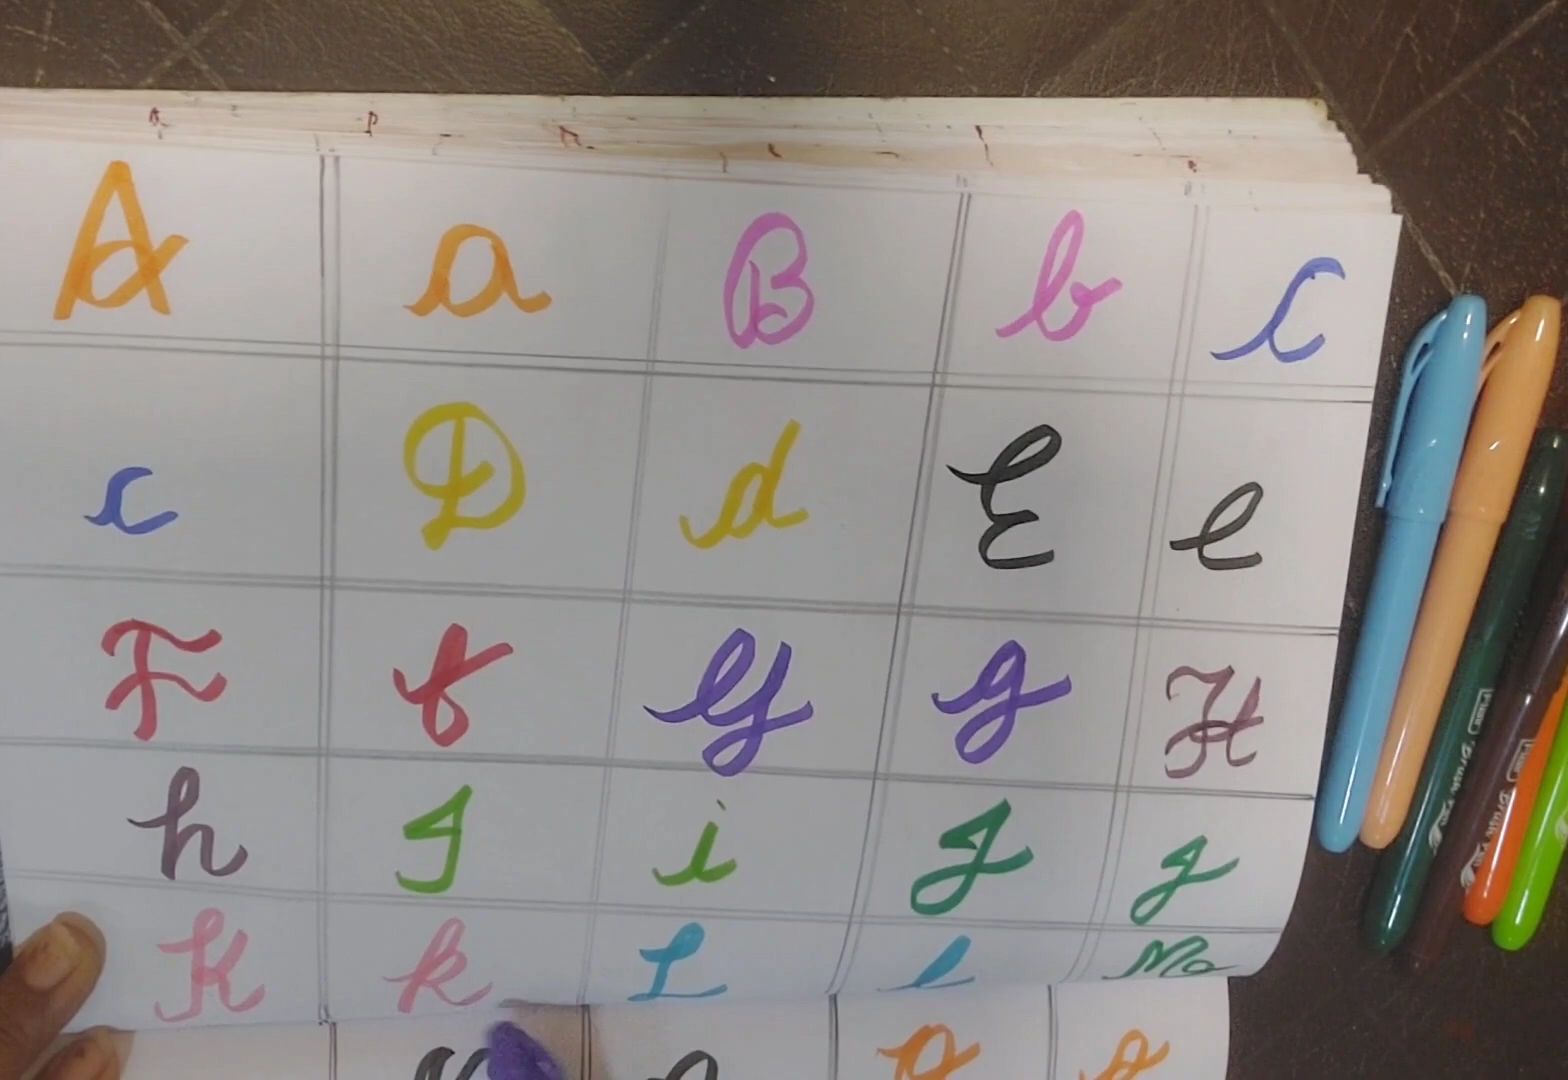 A a B b C
c D d E e
F f G g H
h I i J j
K k L l M